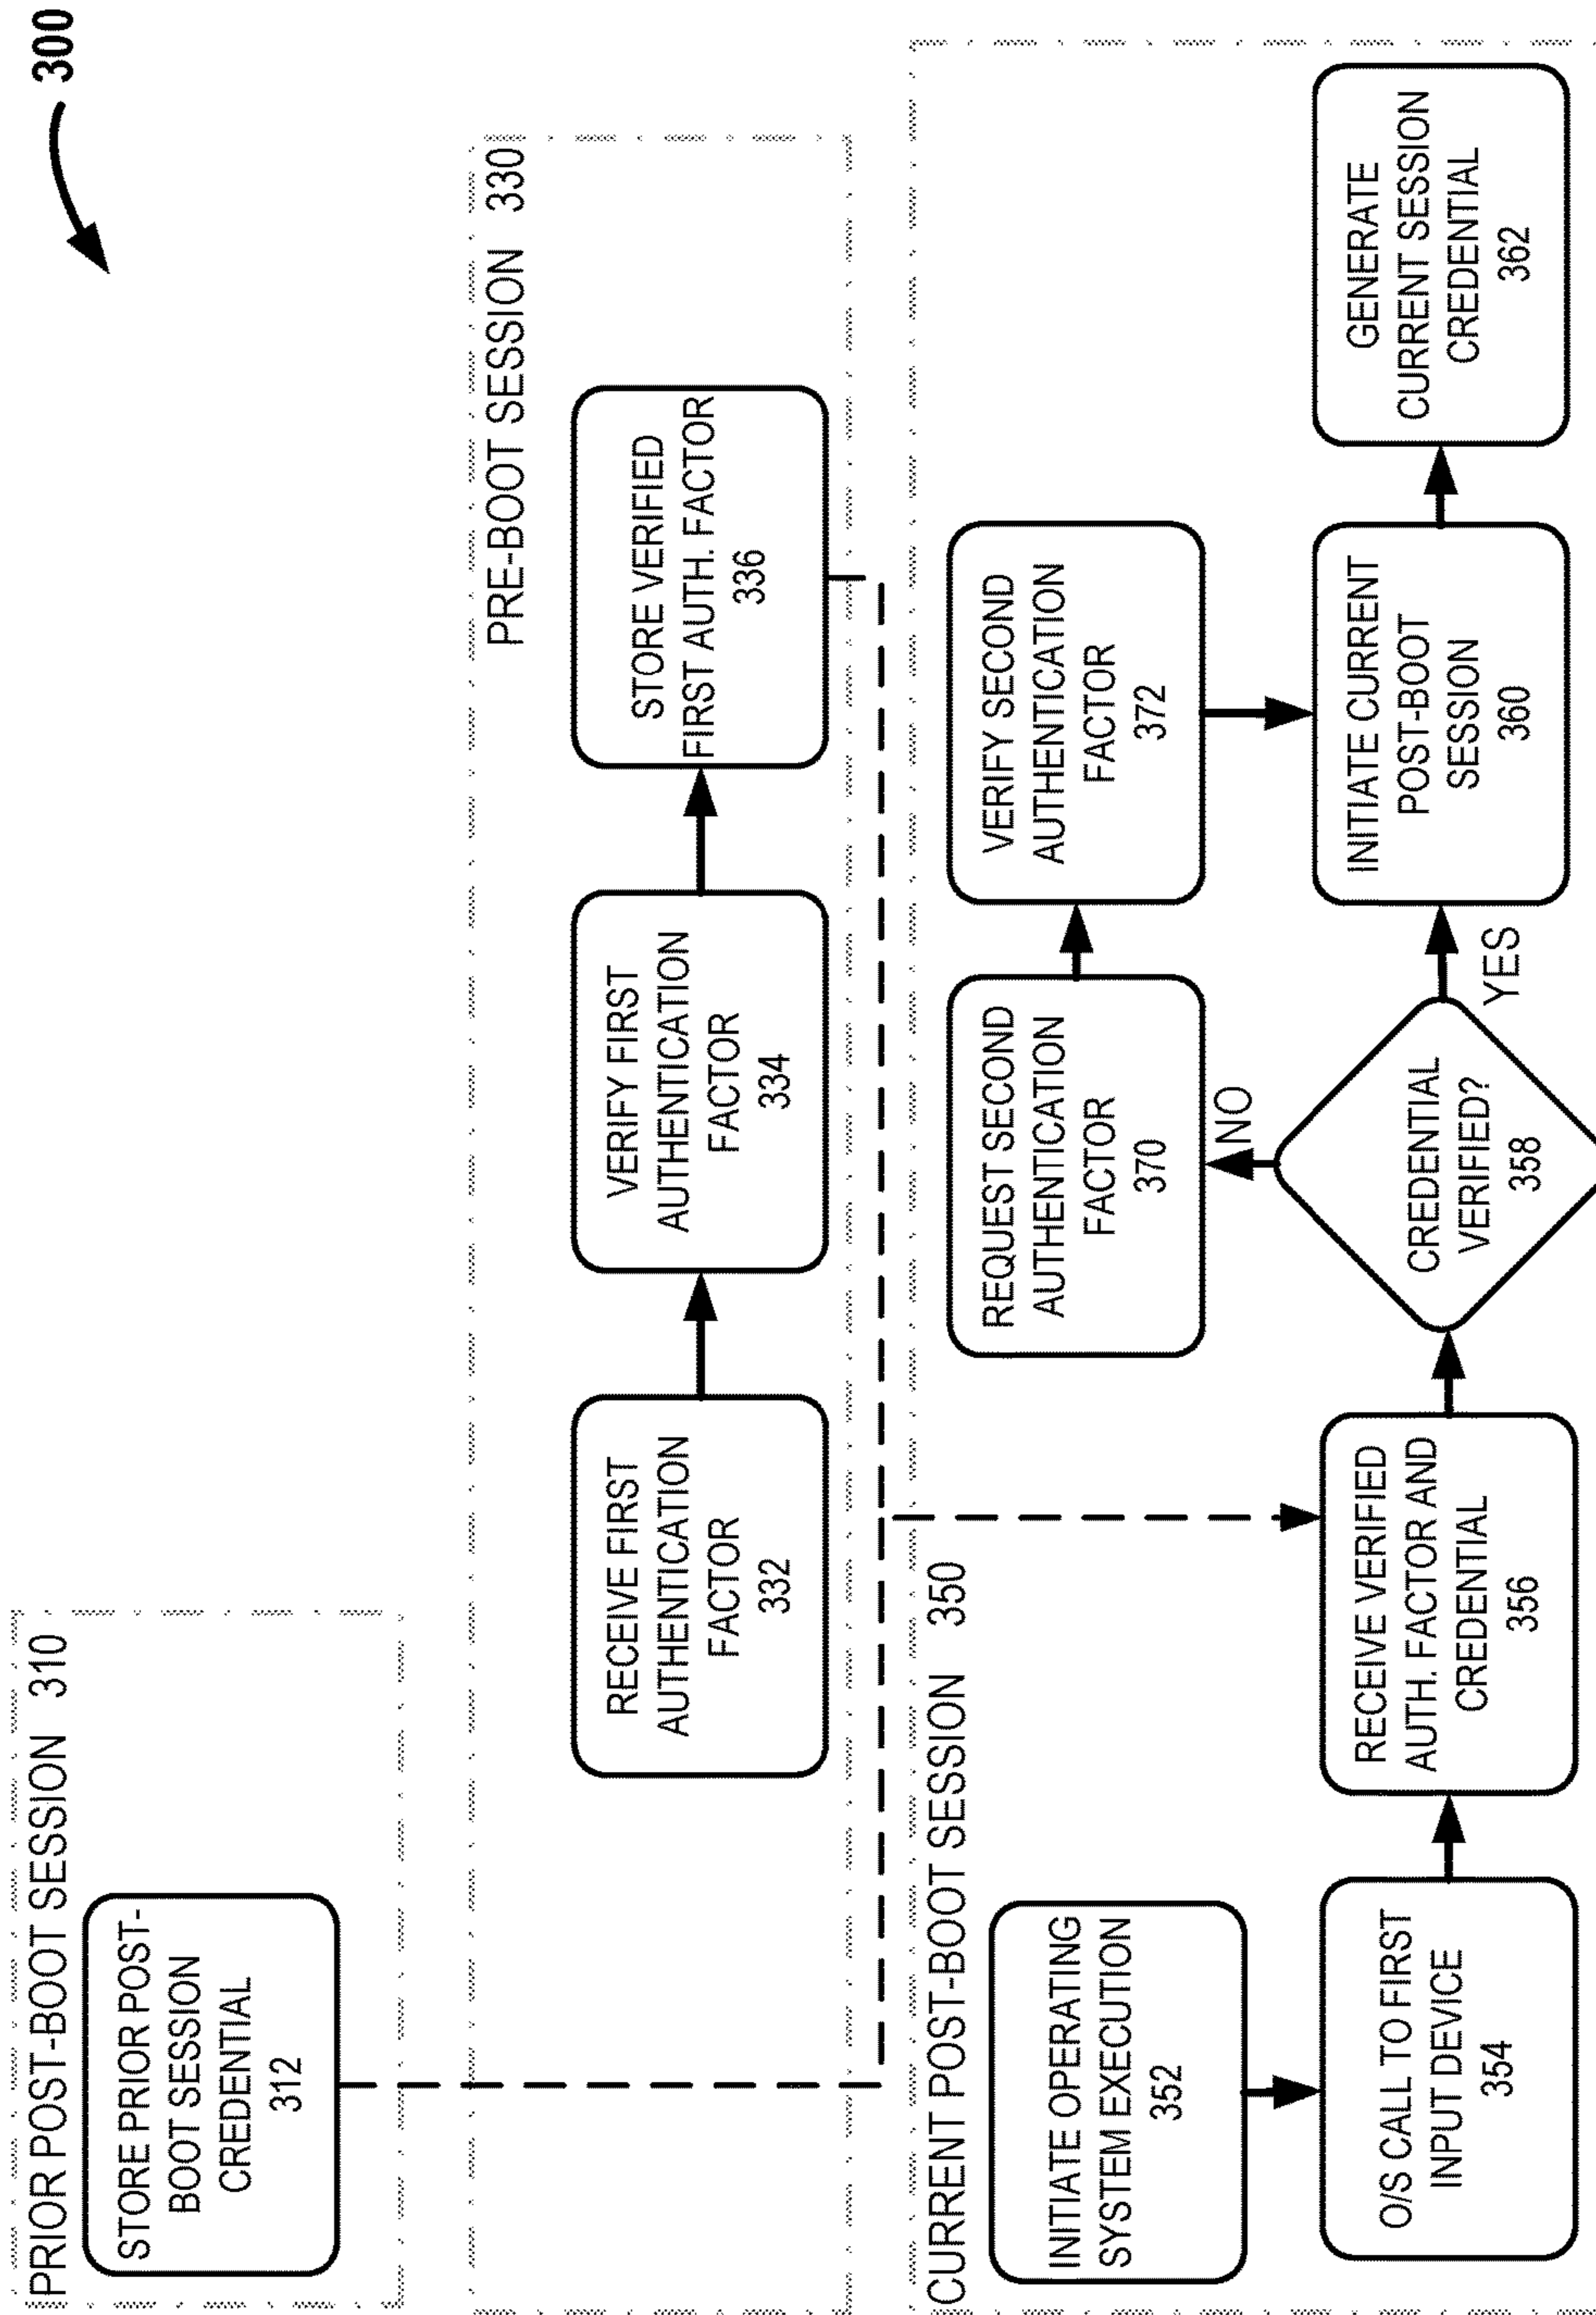 300
PRIOR POST-BOOT SESSION 310
STORE PRIOR POST-
BOOT SESSION
CREDENTIAL
312
PRE-BOOT SESSION 330
RECEIVE FIRST
AUTHENTICATION
FACTOR
332
VERIFY FIRST
AUTHENTICATION
FACTOR
334
STORE VERIFIED
FIRST AUTH. FACTOR
336
CURRENT POST-BOOT SESSION 350
INITIATE OPERATING
SYSTEM EXECUTION
352
O/S CALL TO FIRST
INPUT DEVICE
354
RECEIVE VERIFIED
AUTH. FACTOR AND
CREDENTIAL
356
CREDENTIAL
VERIFIED?
358
NO
REQUEST SECOND
AUTHENTICATION
FACTOR
370
VERIFY SECOND
AUTHENTICATION
FACTOR
372
YES
INITIATE CURRENT
POST-BOOT
SESSION
360
GENERATE
CURRENT SESSION
CREDENTIAL
362